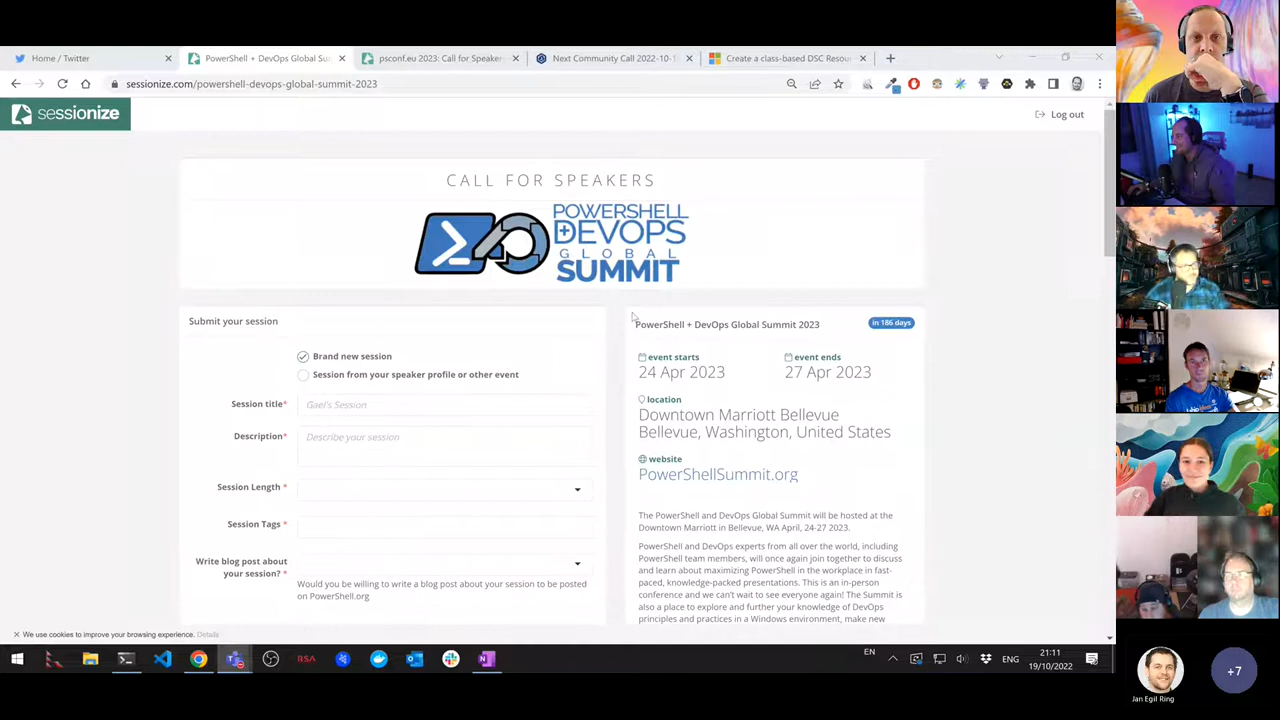 Home / Twitter
PowerShell + DevOps Global Su
psconf.eu 2023: Call for Speaker
Next Community Call 2022-10-1
Create a class-based DSC Resou
sessionize.com/powershell-devops-global-summit-2023
sessionize
Log out
CALL FOR SPEAKERS
POWERSHELL
+DEVOPS
GLOBAL
SUMMIT
Submit your session
Brand new session
Session from your speaker profile or other event
Session title*
Gael's Session
Description*
Describe your session
Session Length *
Session Tags *
Write blog post about
your session? *
Would you be willing to write a blog post about your session to be posted
on PowerShell.org
PowerShell + DevOps Global Summit 2023
in 186 days
event starts
24 Apr 2023
event ends
27 Apr 2023
location
Downtown Marriott Bellevue
Bellevue, Washington, United States
website
PowerShellSummit.org
The PowerShell and DevOps Global Summit will be hosted at the
Downtown Marriott in Bellevue, WA April, 24-27 2023.
PowerShell and DevOps experts from all over the world, including
PowerShell team members, will once again join together to discuss
and learn about maximizing PowerShell in the workplace in fast-
paced, knowledge-packed presentations. This is an in-person
conference and we can't wait to see everyone again! The Summit is
also a place to explore and further your knowledge of DevOps
principles and practices in a Windows environment, make new
We use cookies to improve your browsing experience. Details
RSA
EN
ENG
21:11
19/10/2022
Jan Egil Ring
+7